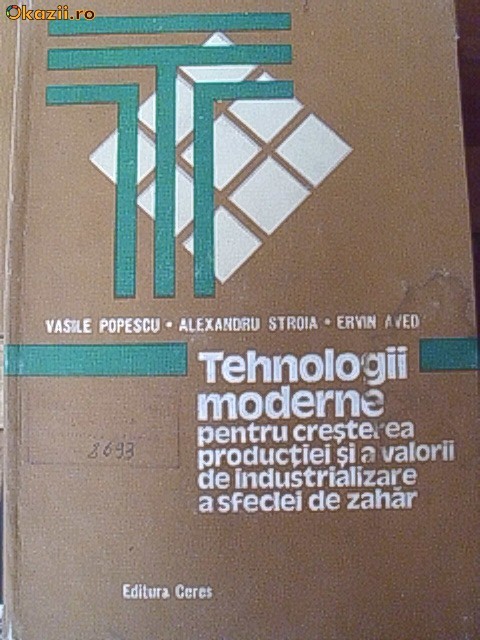 Okazii.ro
VASILE POPESCU • ALEXANDRU STROIA • ERVIN AVED
Tehnologii
moderne
pentru creșterea
producției și a valorii
de industrializare
a sfeclei de zahăr
8693
Editura Ceres